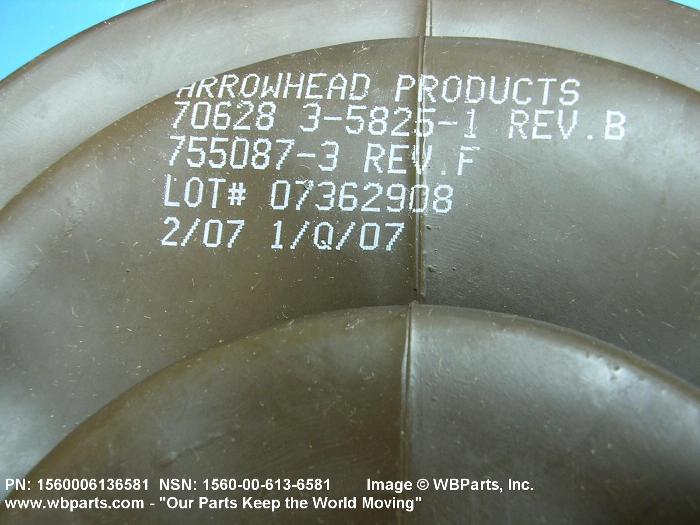 ARROWHEAD PRODUCTS
70628 3-5825-1 REV.B
755087-3 REV.F
LOT# 07362908
2/07 1/Q/07
PN: 1560006136581 NSN: 1560-00-613-6581 Image © WBParts, Inc.
www.wbparts.com - "Our Parts Keep the World Moving"